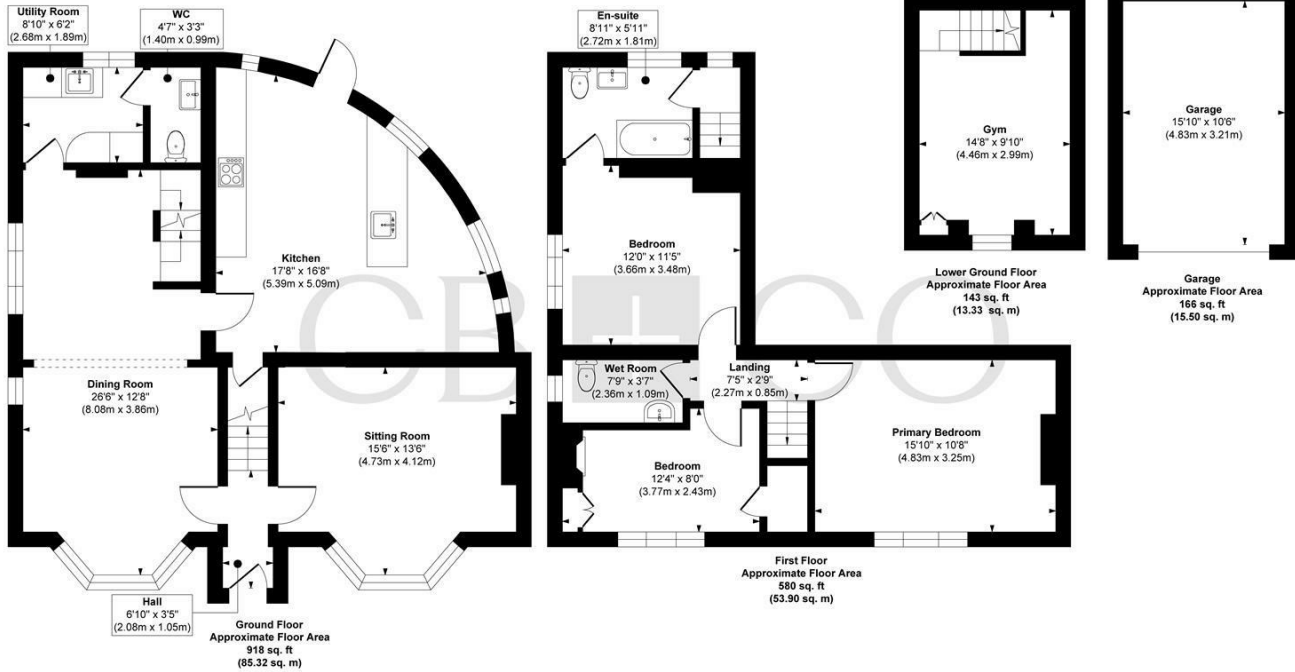 Utility Room
8'10" x 6'2"
(2.68m x 1.89m)
WC
4'7" x 3'3"
(1.40m x 0.99m)
Kitchen
17'8" x 16'8"
(5.39m x 5.09m)
Dining Room
26'6" x 12'8"
(8.08m x 3.86m)
Sitting Room
15'6" x 13'6"
(4.73m x 4.12m)
Hall
6'10" x 3'5"
(2.08m x 1.05m)
Ground Floor
Approximate Floor Area
918 sq. ft
(85.32 sq. m)
En-suite
8'11" x 5'11"
(2.72m x 1.81m)
Bedroom
12'0" x 11'5"
(3.66m x 3.48m)
Wet Room
7'9" x 3'7"
(2.36m x 1.09m)
Landing
7'5" x 2'9"
(2.27m x 0.85m)
Bedroom
12'4" x 8'0"
(3.77m x 2.43m)
Primary Bedroom
15'10" x 10'8"
(4.83m x 3.25m)
First Floor
Approximate Floor Area
580 sq. ft
(53.90 sq. m)
Gym
14'8" x 9'10"
(4.46m x 2.99m)
Lower Ground Floor
Approximate Floor Area
143 sq. ft
(13.33 sq. m)
Garage
15'10" x 10'6"
(4.83m x 3.21m)
Garage
Approximate Floor Area
166 sq. ft
(15.50 sq. m)
CB+CO